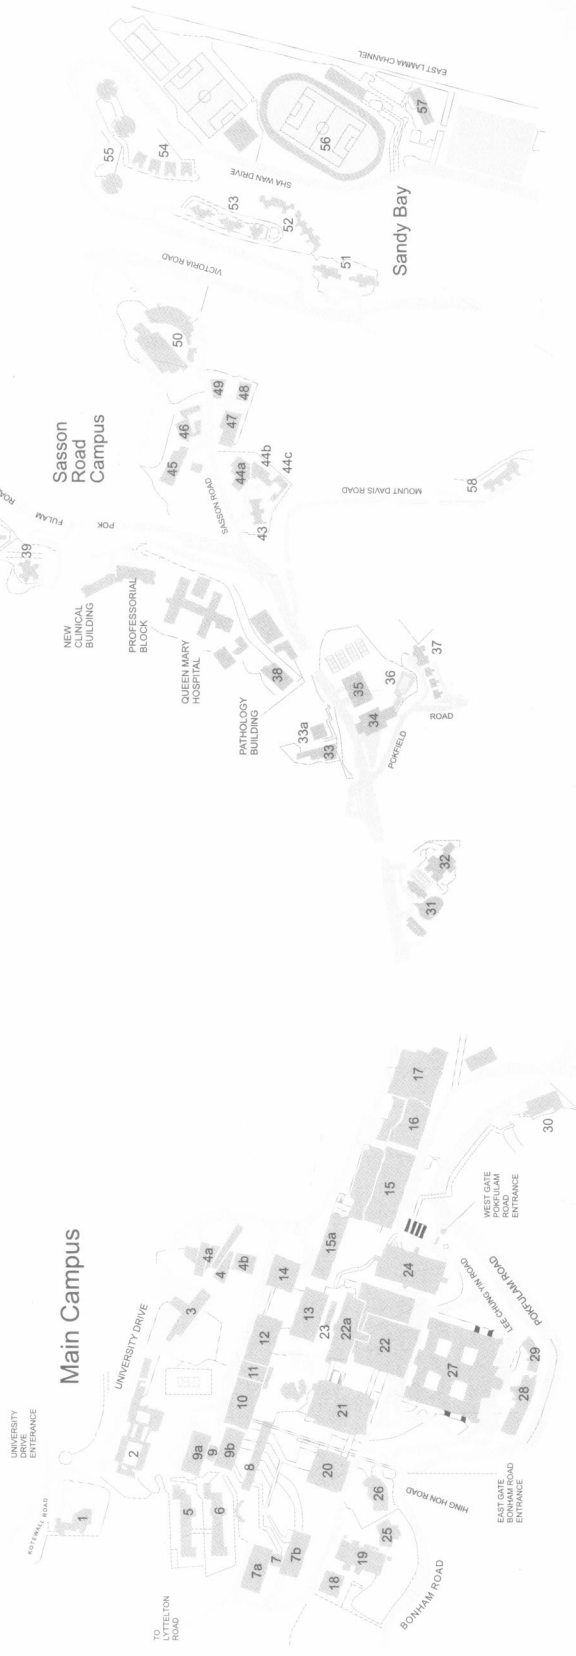 Main Campus
UNIVERSITY
DRIVE
ENTERANCE
KOTEWALL ROAD
UNIVERSITY DRIVE
TO
LYTTELTON
ROAD
1
2
3
4a
4
4b
5
6
7a
7
7b
8
9a
9
9b
10
11
12
13
14
15a
15
16
17
18
19
20
21
22a
22
23
24
25
26
27
28
29
30
BONHAM ROAD
HING HON ROAD
EAST GATE
BONHAM ROAD
ENTRANCE
LEE CHUNG YIN ROAD
POKFULAM ROAD
WEST GATE
POKFULAM
ROAD
ENTRANCE
31
32
33a
33
34
35
36
37
POKFIELD
ROAD
PATHOLOGY
BUILDING
38
QUEEN MARY
HOSPITAL
PROFESSORIAL
BLOCK
NEW
CLINICAL
BUILDING
39
POK
FULAM
ROAD
Sasson
Road
Campus
SASSON ROAD
43
44a
44b
44c
45
46
47
48
49
50
MOUNT DAVIS ROAD
58
VICTORIA ROAD
Sandy Bay
51
52
53
54
55
56
57
SHA WAN DRIVE
EAST LAMMA CHANNEL